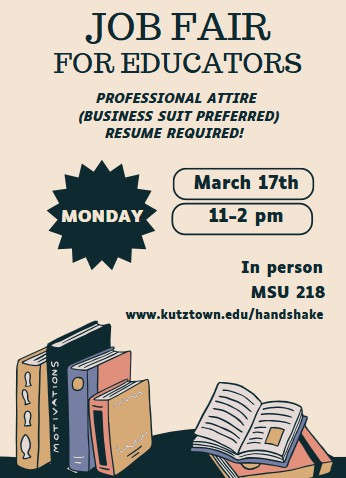 JOB FAIR
FOR EDUCATORS
PROFESSIONAL ATTIRE
(BUSINESS SUIT PREFERRED)
RESUME REQUIRED!
MONDAY
March 17th
11-2 pm
In person
MSU 218
www.kutztown.edu/handshake
MOTIVATIONS